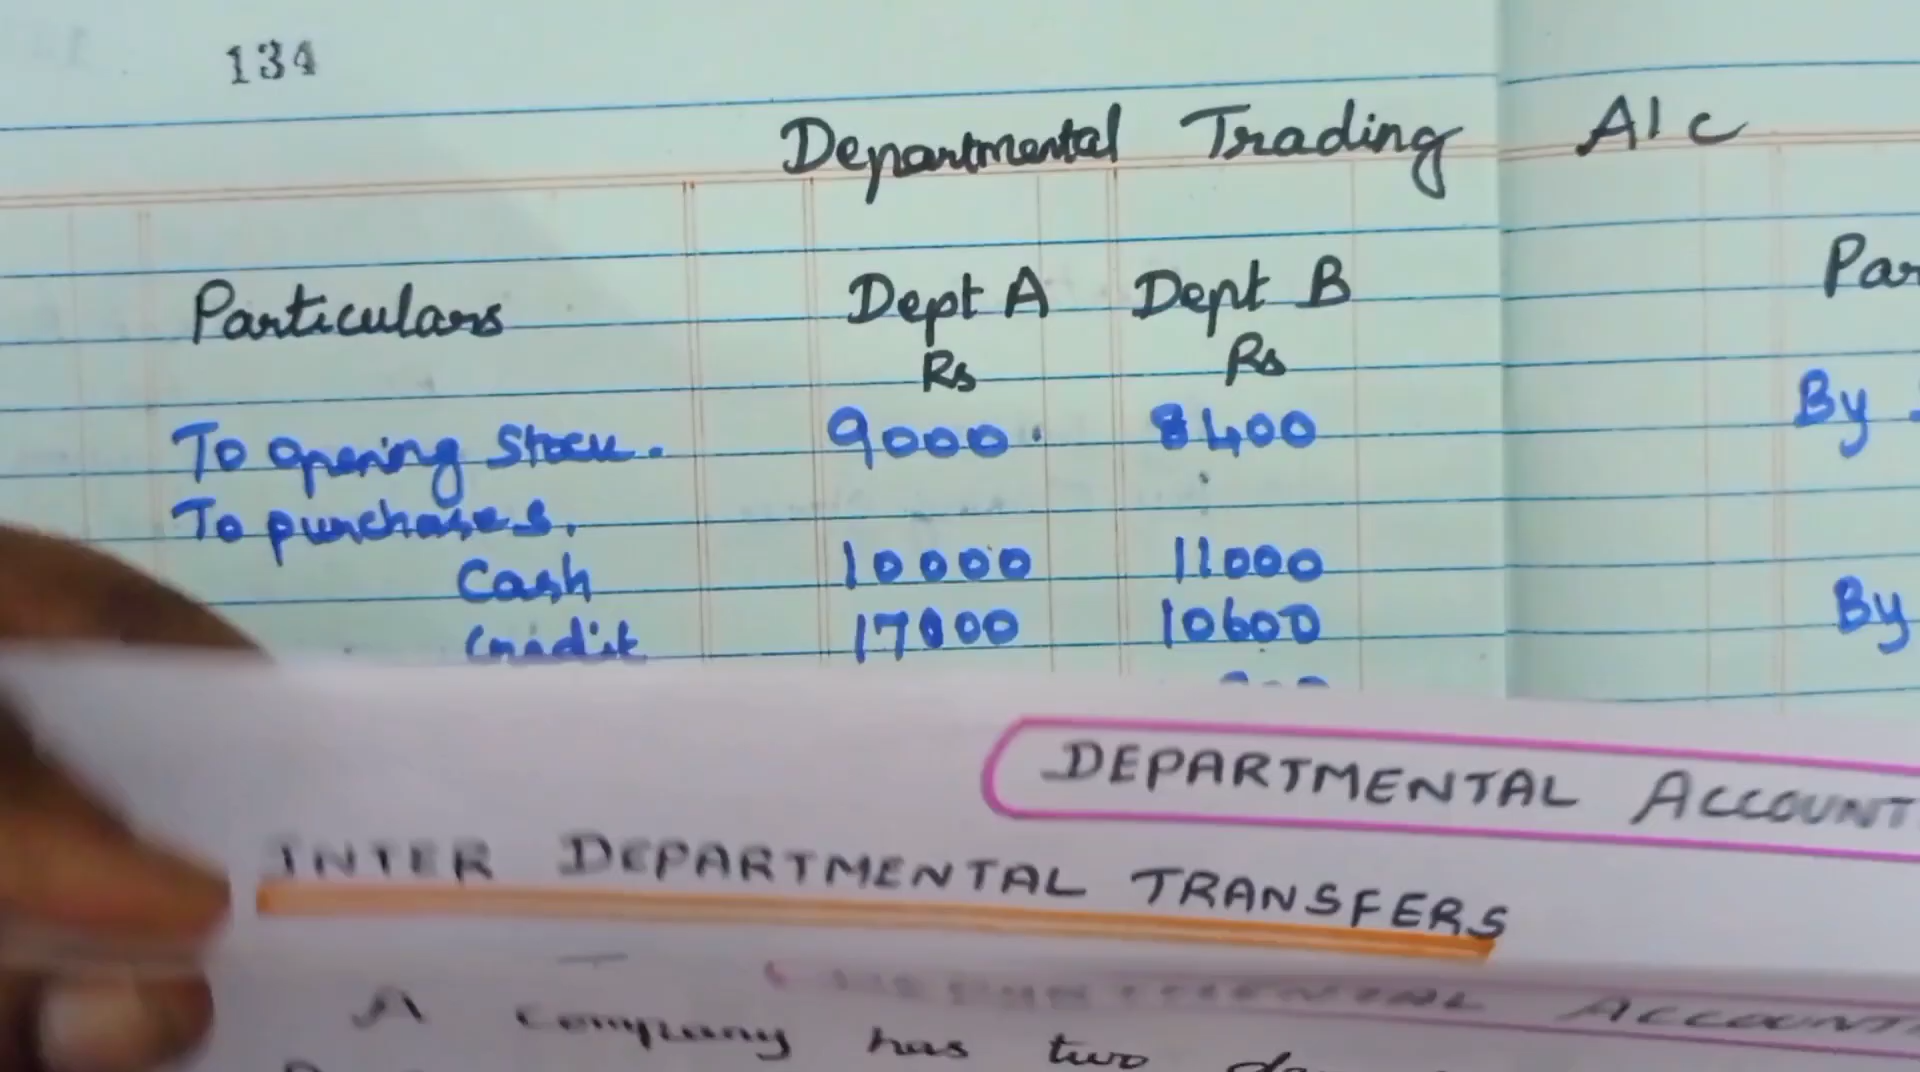 134
Departmental Trading A/c
Particulars Dept A Dept B Par
Rs Rs
To opening stock. 9000 8400 By
To purchases.
Cash 10000 11000
Credit 17000 10600 By
DEPARTMENTAL ACCOUNT
INTER DEPARTMENTAL TRANSFERS
ACCOUNT
A company has two